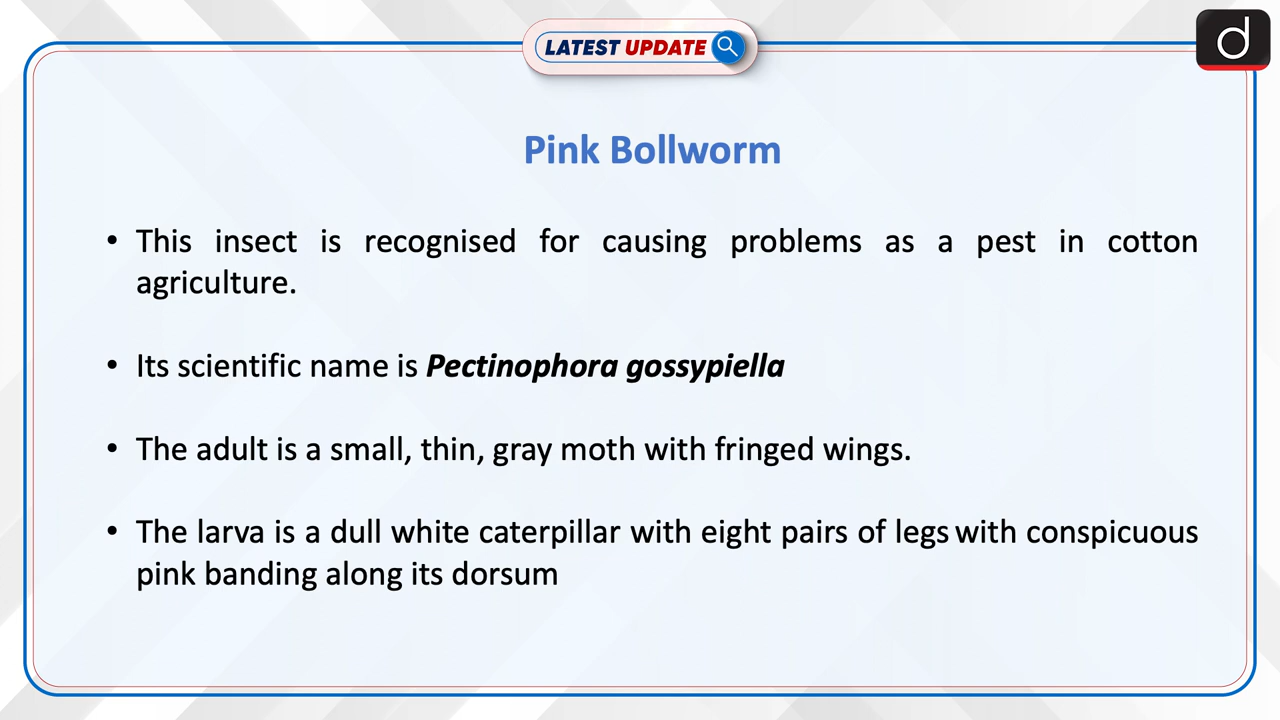 LATEST UPDATE
d
Pink Bollworm
• This insect is recognised for causing problems as a pest in cotton
agriculture.
• Its scientific name is Pectinophora gossypiella
• The adult is a small, thin, gray moth with fringed wings.
• The larva is a dull white caterpillar with eight pairs of legs with conspicuous
pink banding along its dorsum